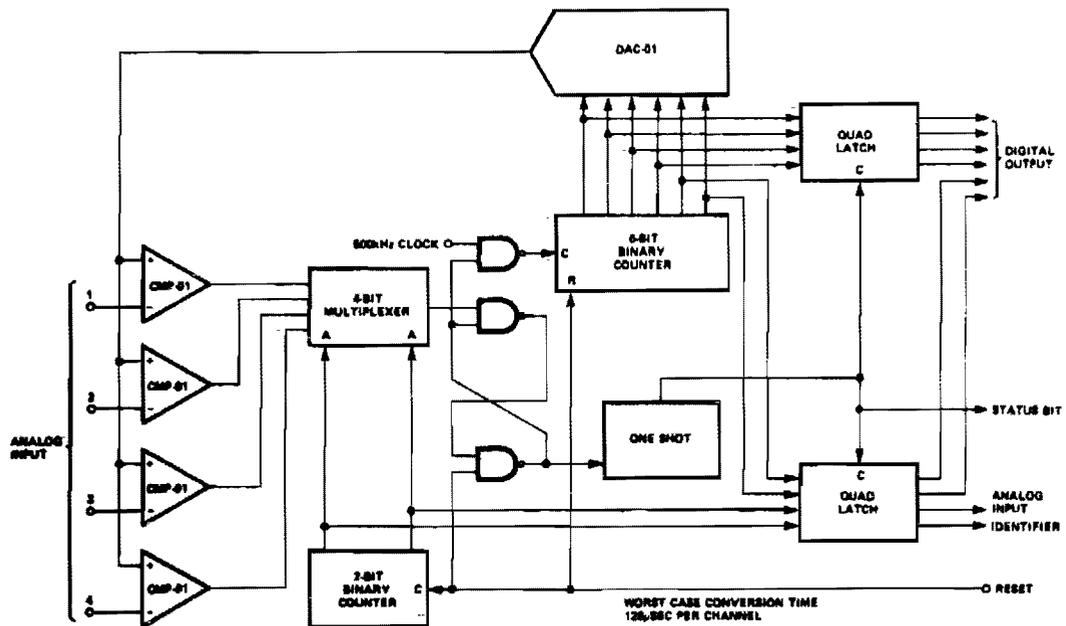 DAC-01
QUAD
LATCH
C
DIGITAL
OUTPUT
500kHz CLOCK
C
6-BIT
BINARY
COUNTER
R
1
+
CMP-01
−
4-BIT
MULTIPLEXER
A A
+
CMP-01
2
−
ANALOG
INPUT
ONE SHOT
STATUS BIT
+
CMP-01
3
−
C
QUAD
LATCH
ANALOG
INPUT
IDENTIFIER
+
CMP-01
4
−
2-BIT
BINARY
COUNTER
C
RESET
WORST CASE CONVERSION TIME
128μSEC PER CHANNEL